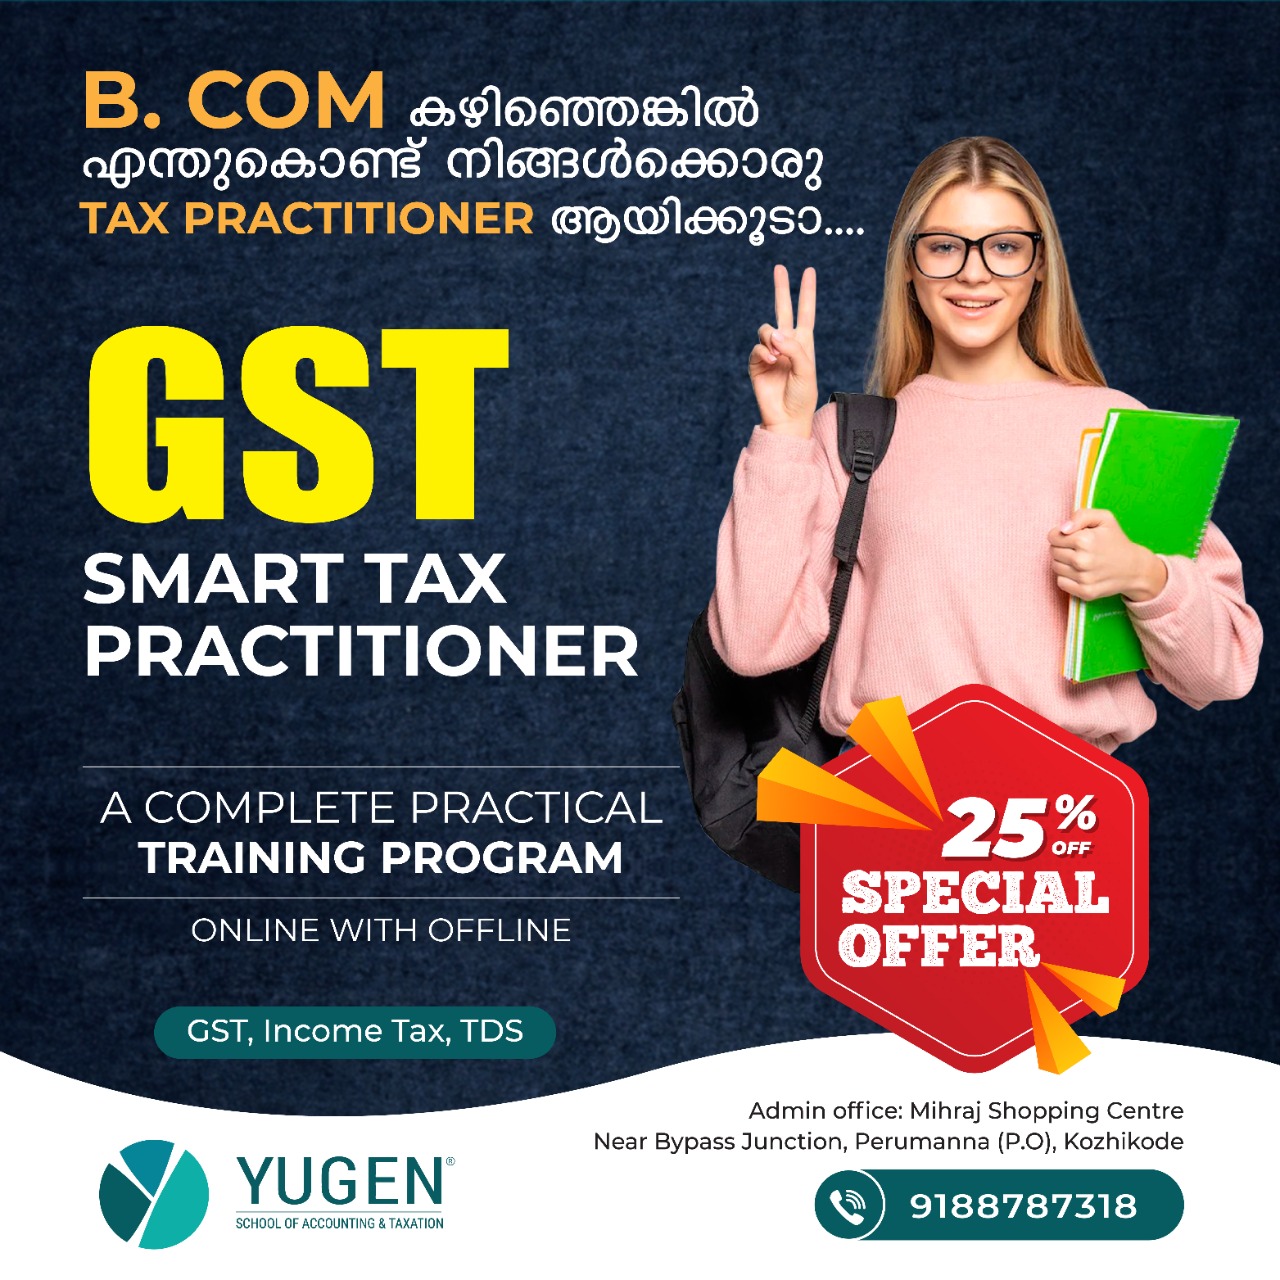 B. COM കഴിഞ്ഞെങ്കിൽ
എന്തുകൊണ്ട് നിങ്ങൾക്കൊരു
TAX PRACTITIONER ആയിക്കൂടാ....
GST
SMART TAX
PRACTITIONER
A COMPLETE PRACTICAL
TRAINING PROGRAM
ONLINE WITH OFFLINE
GST, Income Tax, TDS
25% OFF
SPECIAL
OFFER
Admin office: Mihraj Shopping Centre
Near Bypass Junction, Perumanna (P.O), Kozhikode
9188787318
YUGEN®
SCHOOL OF ACCOUNTING & TAXATION